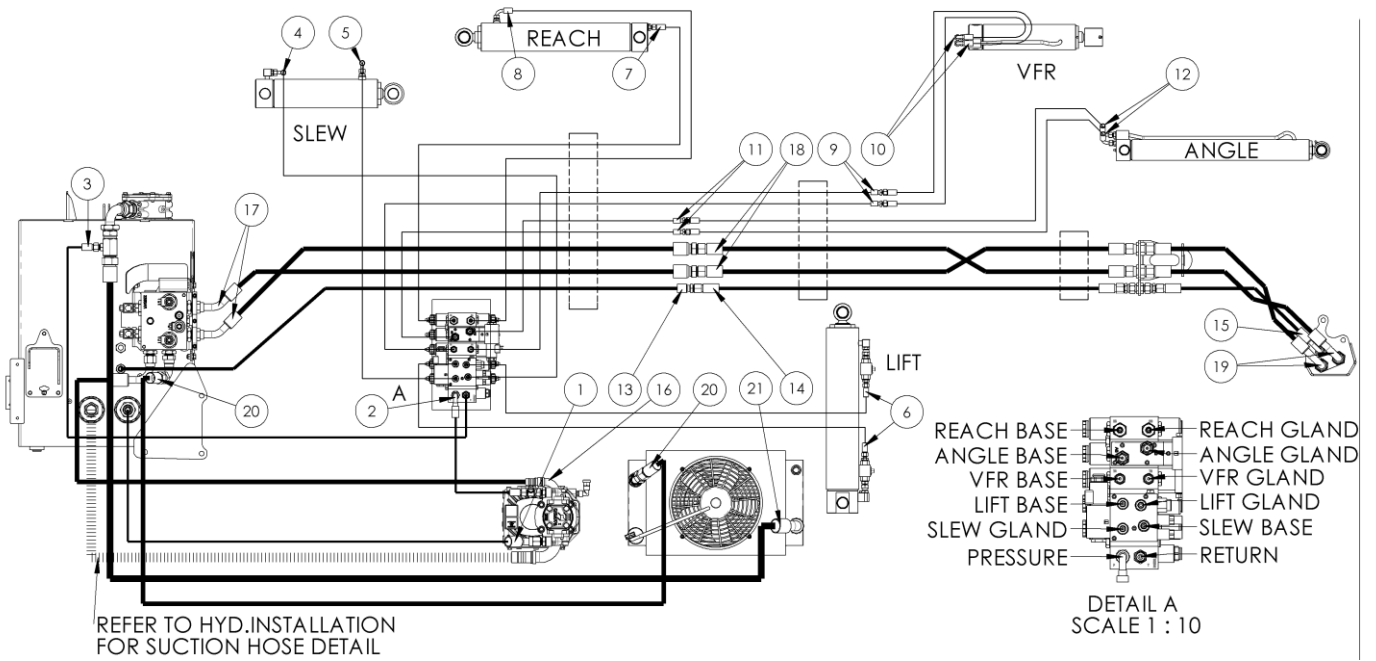 4
5
8
REACH
7
10
VFR
12
SLEW
ANGLE
11
18
9
3
17
15
19
LIFT
A
20
2
1
16
20
21
13
14
6
REACH BASE
REACH GLAND
ANGLE BASE
ANGLE GLAND
VFR BASE
VFR GLAND
LIFT BASE
LIFT GLAND
SLEW GLAND
SLEW BASE
PRESSURE
RETURN
DETAIL A
SCALE 1 : 10
REFER TO HYD.INSTALLATION
FOR SUCTION HOSE DETAIL